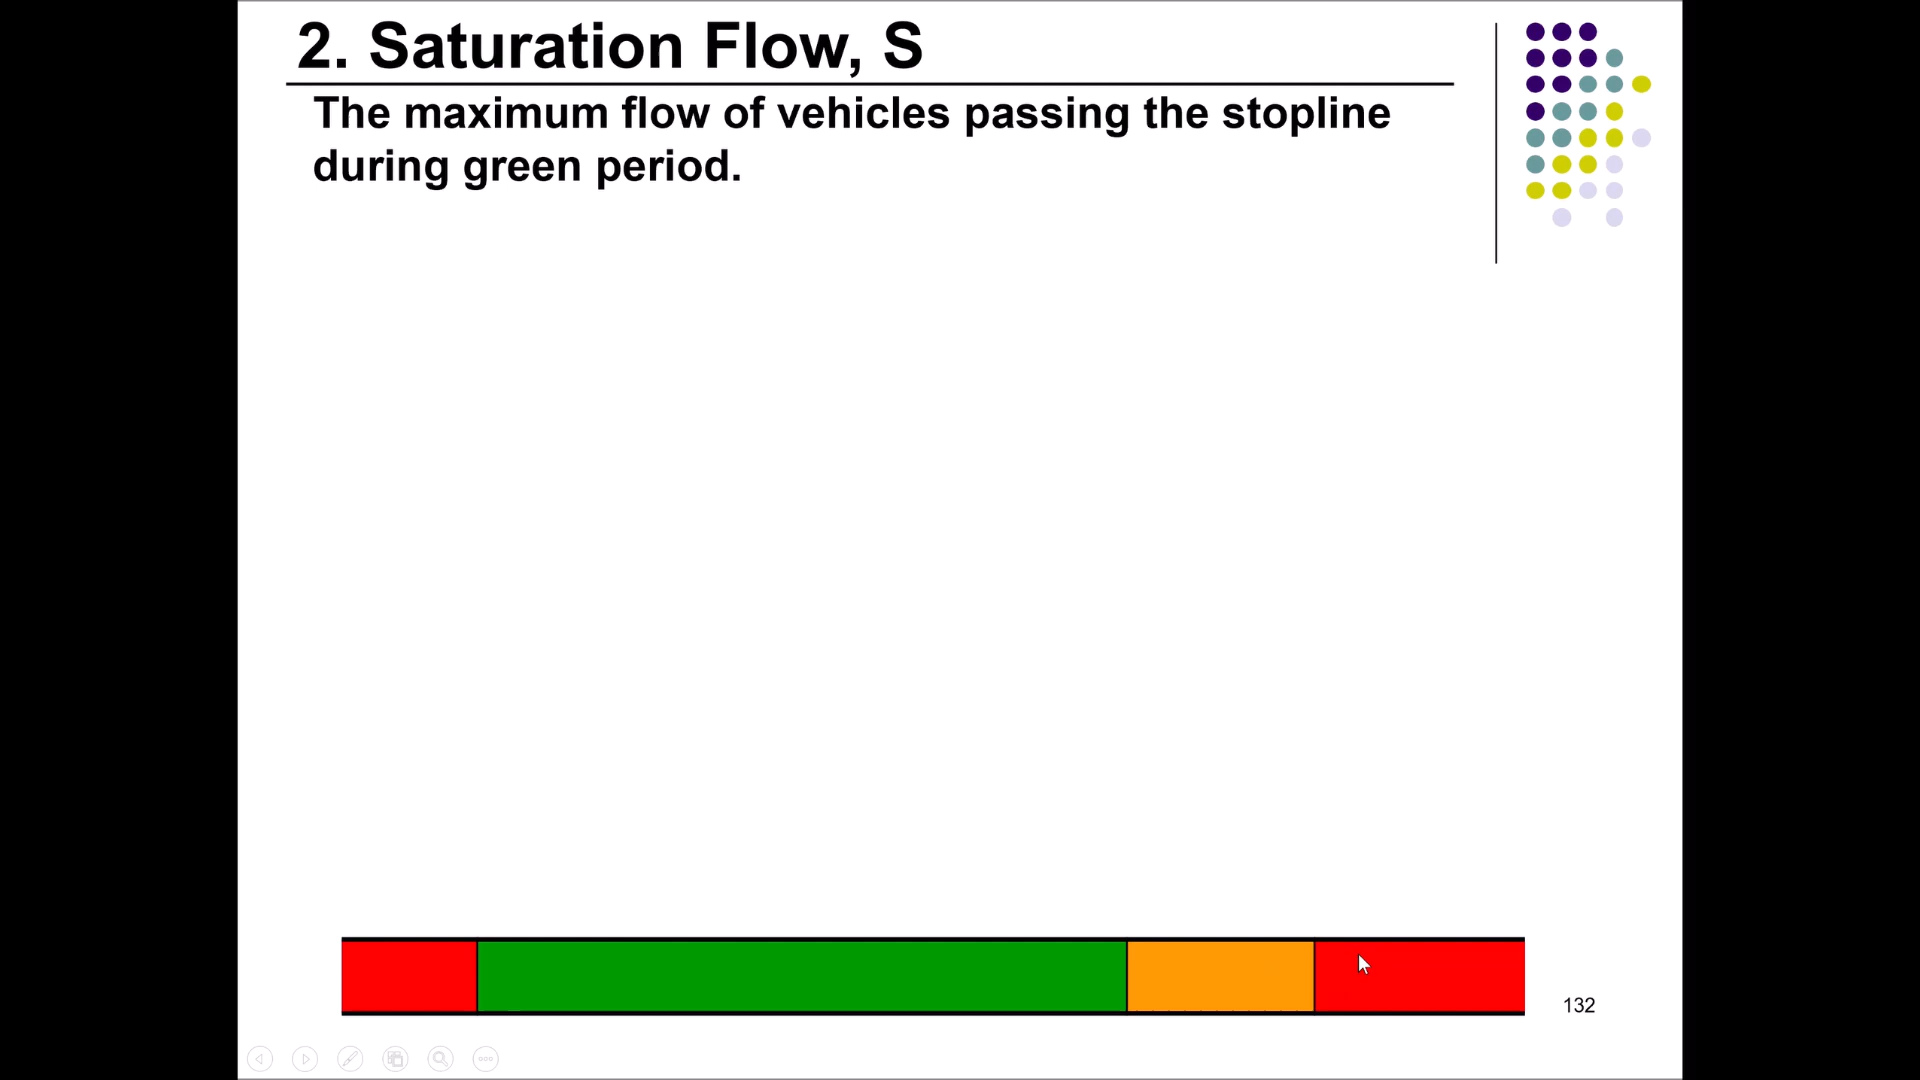 2. Saturation Flow, S
The maximum flow of vehicles passing the stopline
during green period.
132